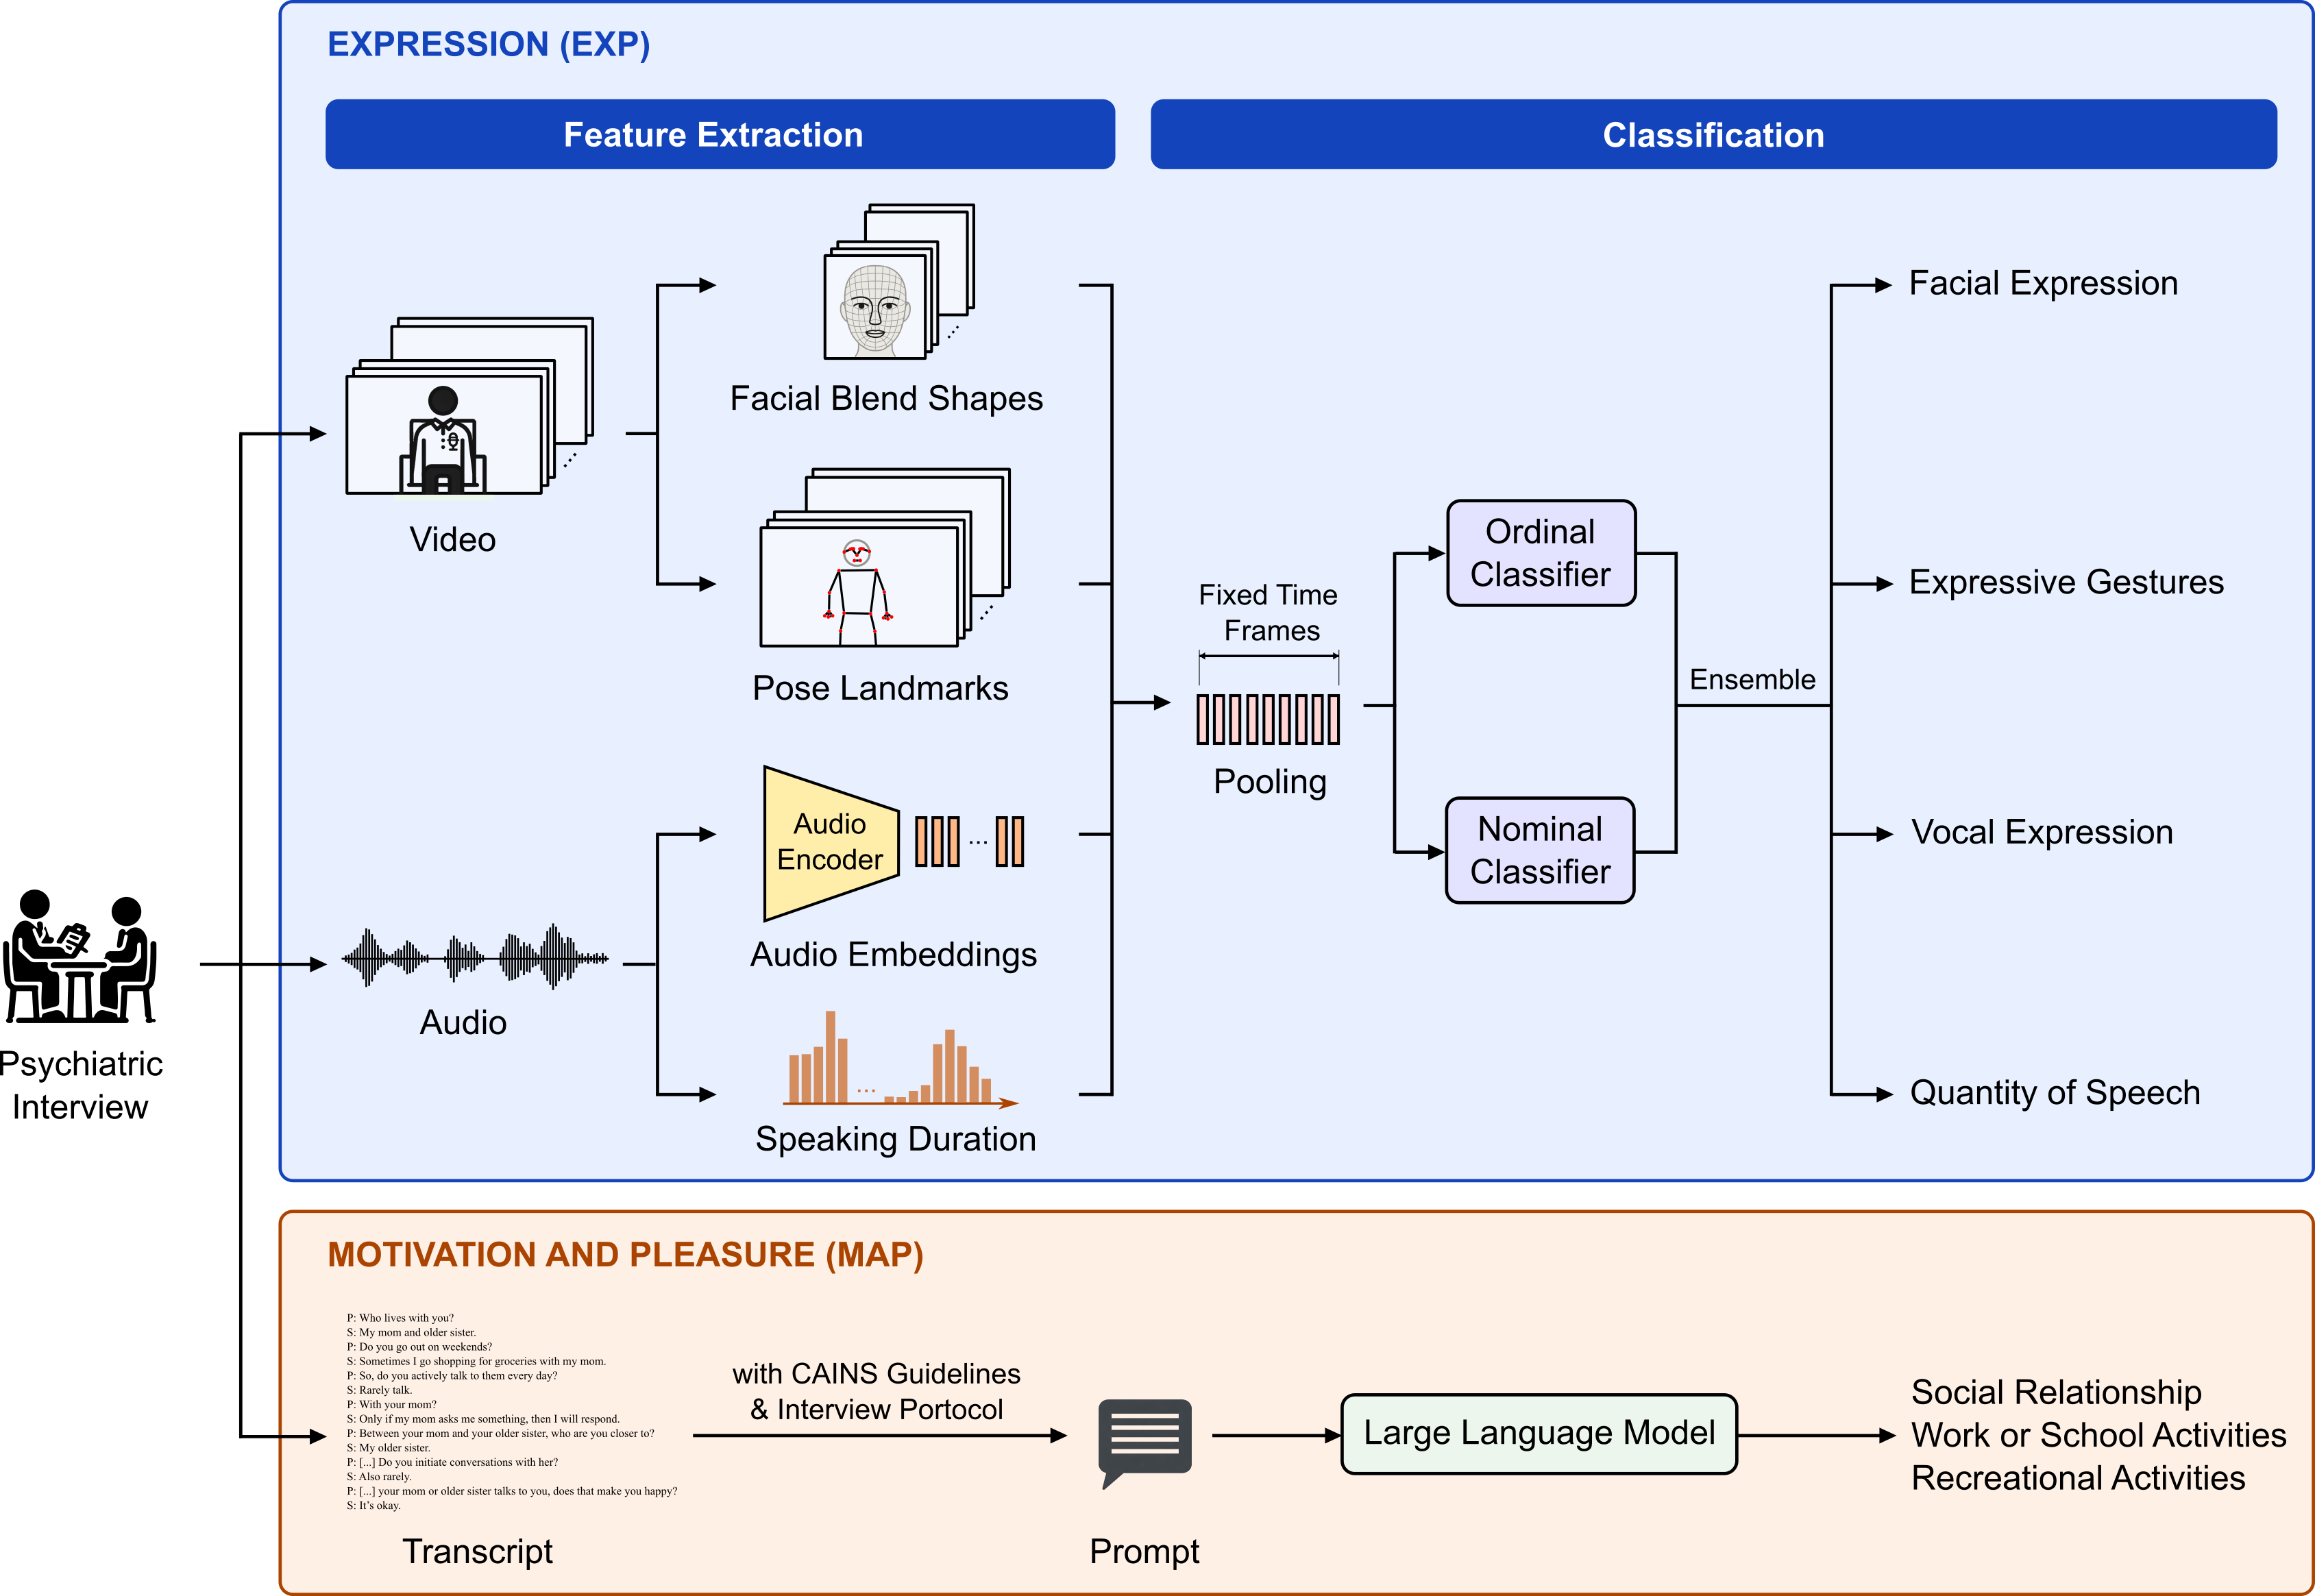 EXPRESSION (EXP)
Feature Extraction
Classification
Video
Facial Blend Shapes
Pose Landmarks
Audio
Encoder
...
Audio Embeddings
Audio
...
Speaking Duration
Fixed Time
Frames
Pooling
Ordinal
Classifier
Nominal
Classifier
Ensemble
Facial Expression
Expressive Gestures
Vocal Expression
Quantity of Speech
Psychiatric
Interview
MOTIVATION AND PLEASURE (MAP)
P: Who lives with you?
S: My mom and older sister.
P: Do you go out on weekends?
S: Sometimes I go shopping for groceries with my mom.
P: So, do you actively talk to them every day?
S: Rarely talk.
P: With your mom?
S: Only if my mom asks me something, then I will respond.
P: Between your mom and your older sister, who are you closer to?
S: My older sister.
P: [...] Do you initiate conversations with her?
S: Also rarely.
P: [...] your mom or older sister talks to you, does that make you happy?
S: It's okay.
Transcript
with CAINS Guidelines
& Interview Portocol
Prompt
Large Language Model
Social Relationship
Work or School Activities
Recreational Activities